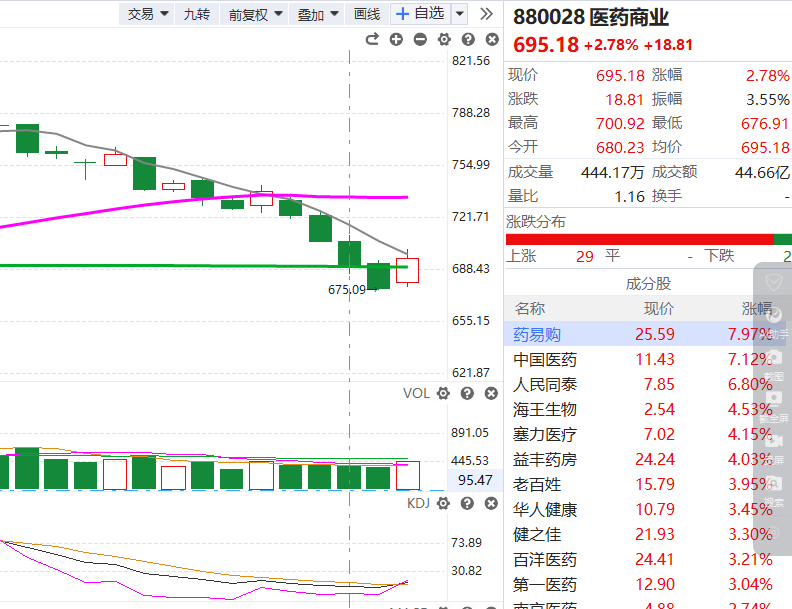 交易 九转 前复权 叠加 画线 自选
880028 医药商业
695.18 +2.78% +18.81
现价 695.18 涨幅 2.78%
涨跌 18.81 振幅 3.55%
最高 700.92 最低 676.91
今开 680.23 均价 695.18
成交量 444.17万 成交额 44.66亿
量比 1.16 换手 -
涨跌分布
上涨 29 平 - 下跌 2
成分股
名称 现价 涨幅
药易购 25.59 7.97%
中国医药 11.43 7.12%
人民同泰 7.85 6.80%
海王生物 2.54 4.53%
塞力医疗 7.02 4.15%
益丰药房 24.24 4.03%
老百姓 15.79 3.95%
华人健康 10.79 3.45%
健之佳 21.93 3.30%
百洋医药 24.41 3.21%
第一医药 12.90 3.04%
南京医药 4.88 2.74%
821.56
788.28
754.99
721.71
688.43
675.09
655.15
621.87
VOL
891.05
445.53
95.47
KDJ
73.89
30.82